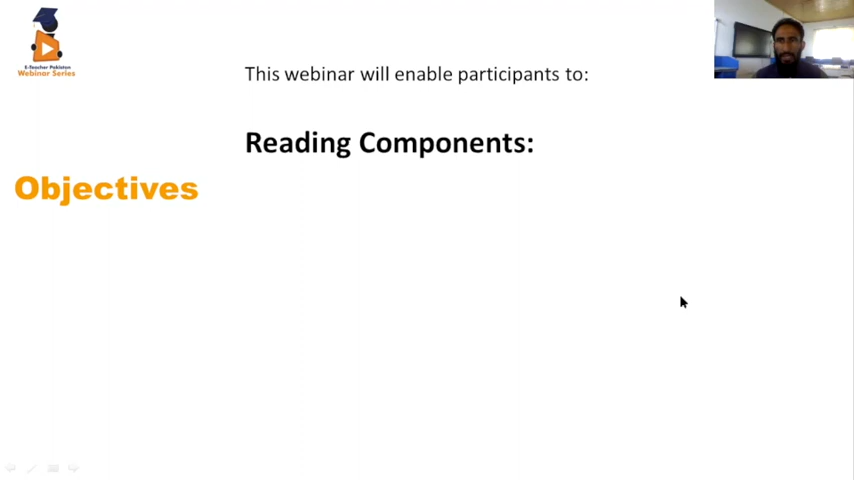 E-Teacher Pakistan
Webinar Series
This webinar will enable participants to:
Reading Components:
Objectives